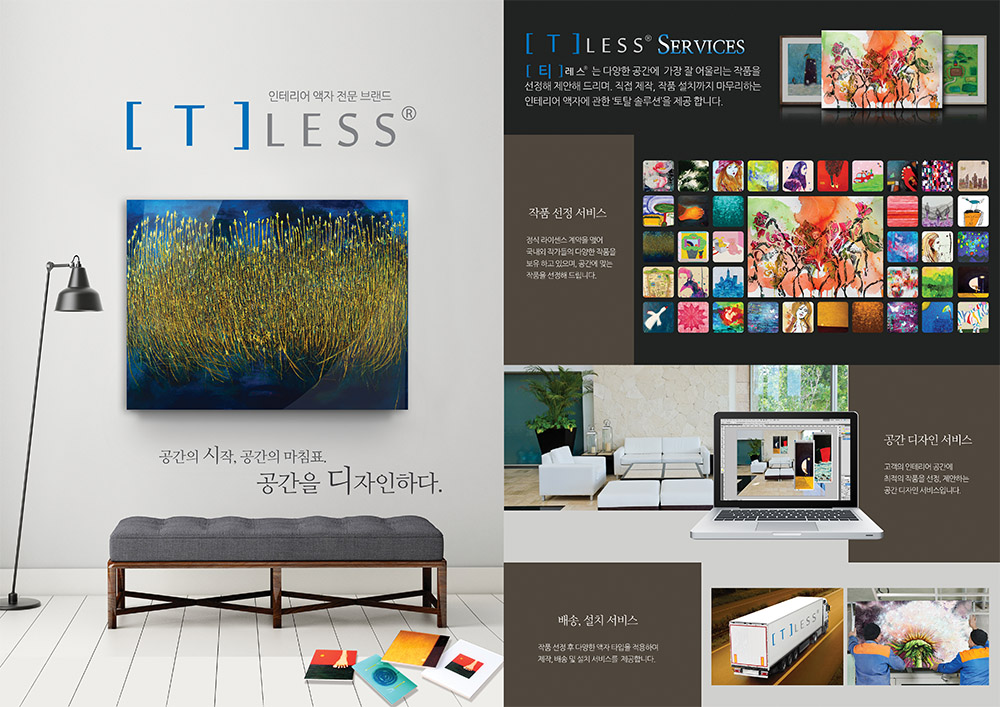 인테리어 액자 전문 브랜드
[ T ] LESS®
공간의 시작, 공간의 마침표.
공간을 디자인하다.
[ T ] LESS® SERVICES
[ 티 ] 레스® 는 다양한 공간에 가장 잘 어울리는 작품을
선정해 제안해 드리며. 직접 제작, 작품 설치까지 마무리하는
인테리어 액자에 관한 '토탈 솔루션'을 제공 합니다.
작품 선정 서비스
정식 라이센스 계약을 맺어
국내외 작가들의 다양한 작품을
보유 하고 있으며, 공간에 맞는
작품을 선정해 드립니다.
공간 디자인 서비스
고객의 인테리어 공간에
최적의 작품을 선정, 제안하는
공간 디자인 서비스입니다.
배송, 설치 서비스
작품 선정 후 다양한 액자 타입을 적용하여
제작, 배송 및 설치 서비스를 제공합니다.
[ T ] LESS